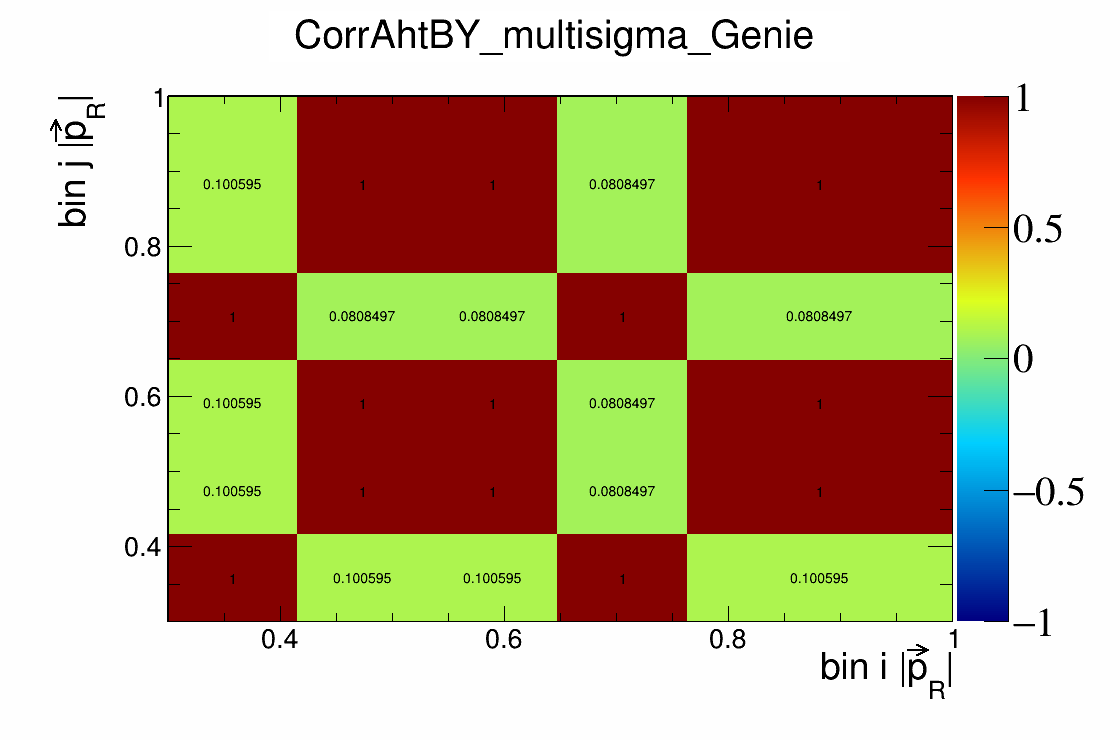 CorrAhtBY_multisigma_Genie
bin j |p⃗_R|
1
0.8
0.6
0.4
0.100595 1 1 0.0808497 1
1 0.0808497 0.0808497 1 0.0808497
0.100595 1 1 0.0808497 1
0.100595 1 1 0.0808497 1
1 0.100595 0.100595 1 0.100595
0.4 0.6 0.8 1
bin i |p⃗_R|
1
0.5
0
−0.5
−1